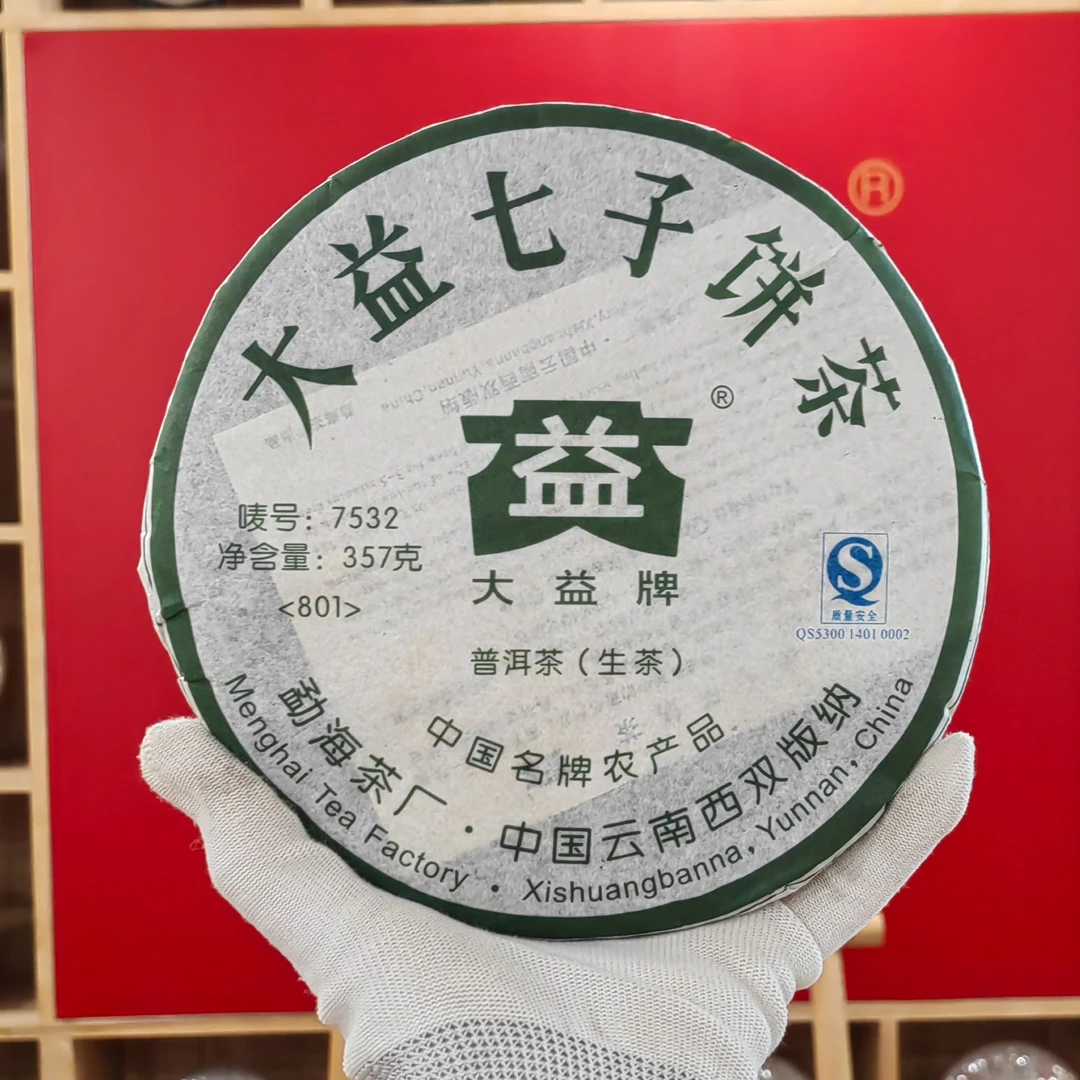 大益七子饼茶
益
®
大益牌
唛号：7532
净含量：357克
<801>
普洱茶（生茶）
质量安全
QS5300 1401 0002
中国名牌农产品
勐海茶厂·中国云南西双版纳
Menghai Tea Factory · Xishuangbanna, Yunnan, China
®